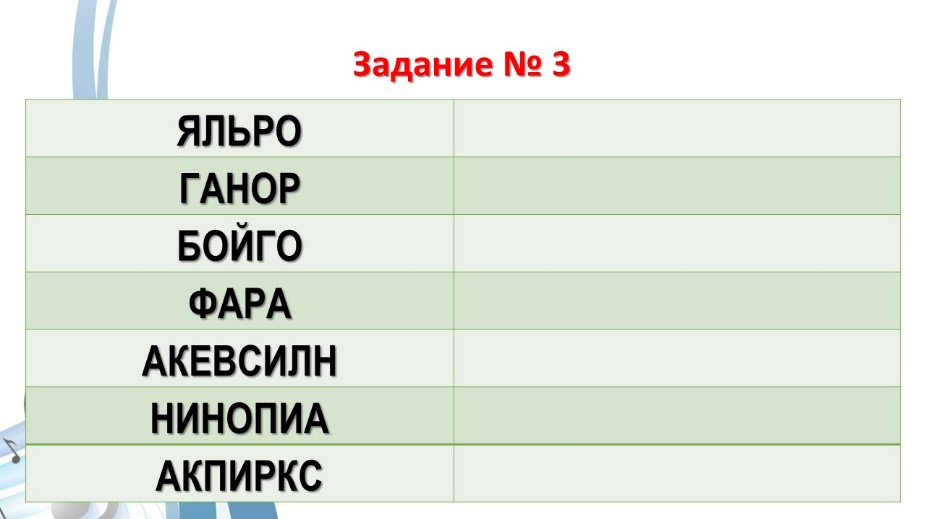 Задание № 3
ЯЛЬРО
ГАНОР
БОЙГО
ФАРА
АКЕВСИЛН
НИНОПИА
АКПИРКС